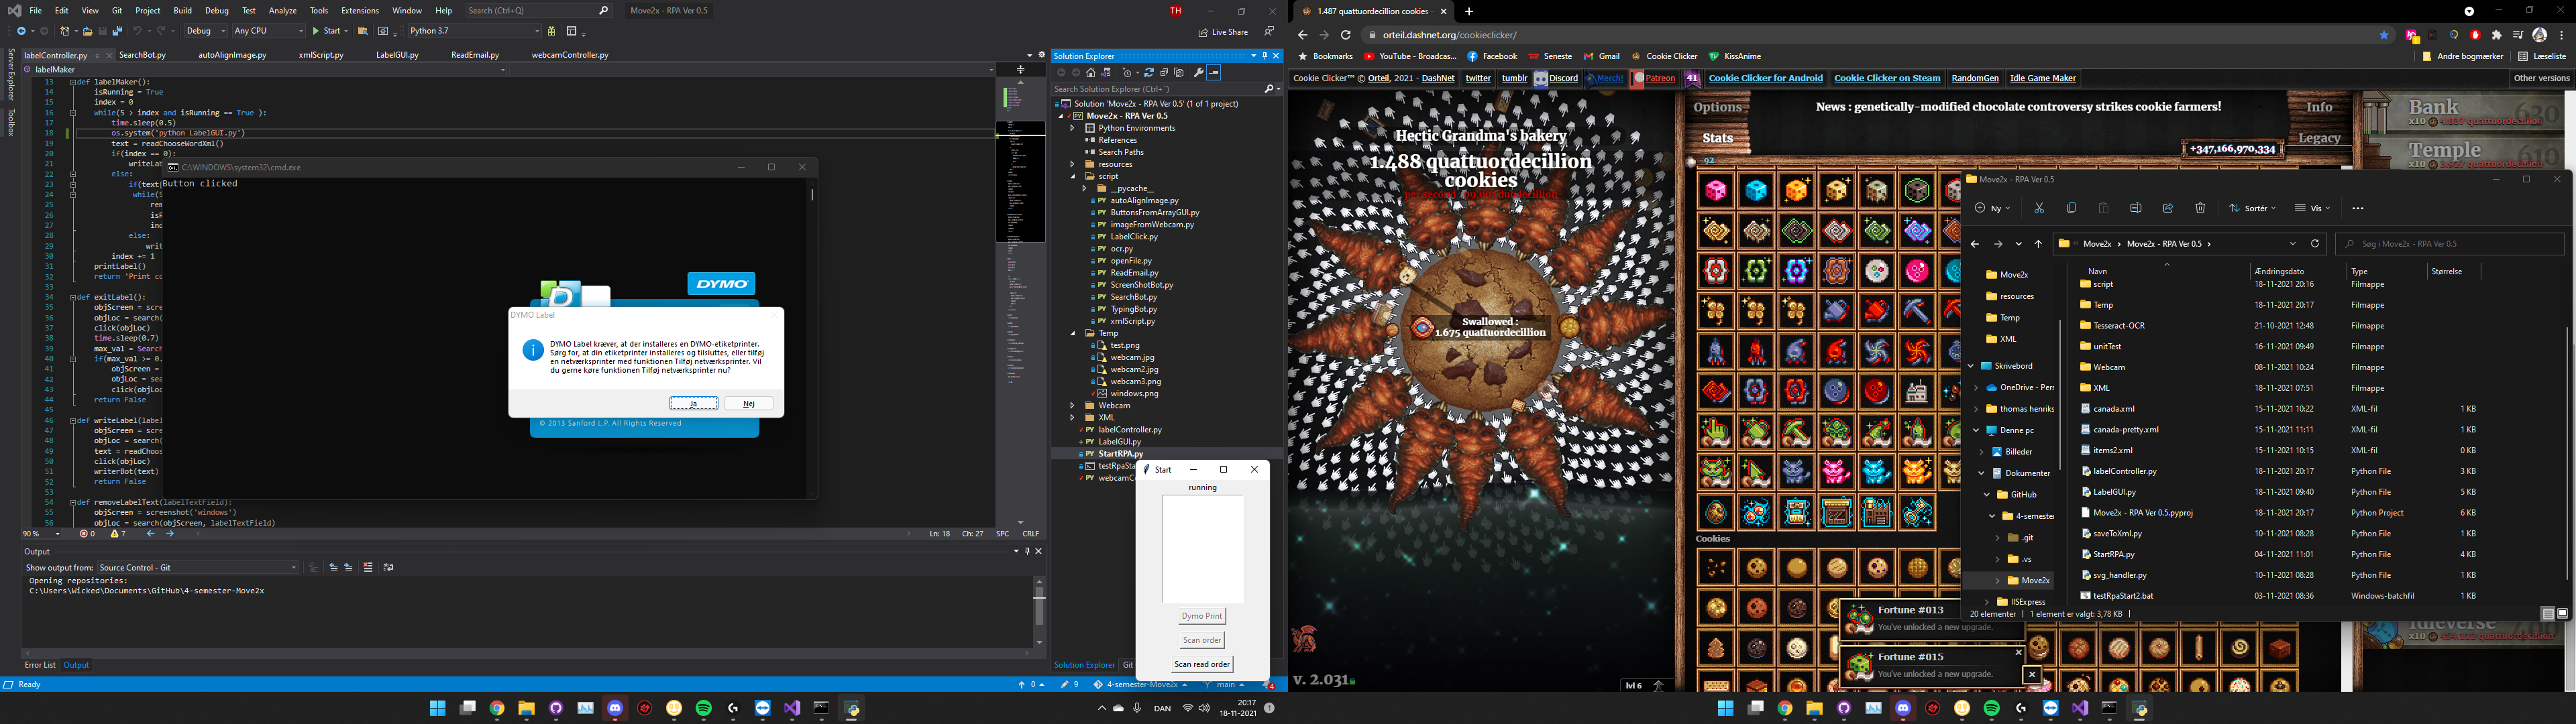 File Edit View Git Project Build Debug Test Analyze Tools Extensions Window Help Search (Ctrl+Q) Move2x - RPA Ver 0.5 TH
Debug Any CPU Start Python 3.7 Live Share
labelController.py SearchBot.py autoAlignImage.py xmlScript.py LabelGUI.py ReadEmail.py webcamController.py
labelMaker
Server Explorer
Toolbox
13 def labelMaker():
14 isRunning = True
15 index = 0
16 while(5 > index and isRunning == True ):
17 time.sleep(0.5)
18 os.system('python LabelGUI.py')
19 text = readChooseWordXml()
20 if(index == 0):
21 writeLab
22 else:
23 if(text[
24 while(5
25 rem
26 isR
27 ind
28 else:
29 writ
30 index += 1
31 printLabel()
32 return 'Print co
33
34 def exitLabel():
35 objScreen = scre
36 objLoc = search(
37 click(objLoc)
38 time.sleep(0.7)
39 max_val = Search
40 if(max_val >= 0.
41 objScreen =
42 objLoc = sea
43 click(objLoc
44 return False
45
46 def writeLabel(label
47 objScreen = scre
48 objLoc = search(
49 text = readChoos
50 click(objLoc)
51 writerBot(text)
52 return False
53
54 def removeLabelText(labelTextField):
55 objScreen = screenshot('windows')
56 objLoc = search(objScreen, labelTextField)
90 % 0 7 Ln: 18 Ch: 27 SPC CRLF
C:\WINDOWS\system32\cmd.exe
Button clicked
DYMO
DYMO Label
DYMO Label kræver, at der installeres en DYMO-etiketprinter.
Sørg for, at din etiketprinter installeres og tilsluttes, eller tilføj
en netværksprinter med funktionen Tilføj netværksprinter. Vil
du gerne køre funktionen Tilføj netværksprinter nu?
Ja Nej
© 2013 Sanford L.P. All Rights Reserved
Output
Show output from: Source Control - Git
Opening repositories:
C:\Users\Wicked\Documents\GitHub\4-semester-Move2x
Error List Output
Ready 0 9 4-semester-Move2x main 4
Solution Explorer
Search Solution Explorer (Ctrl+¨)
Solution 'Move2x - RPA Ver 0.5' (1 of 1 project)
Move2x - RPA Ver 0.5
Python Environments
References
Search Paths
resources
script
__pycache__
autoAlignImage.py
ButtonsFromArrayGUI.py
imageFromWebcam.py
LabelClick.py
ocr.py
openFile.py
ReadEmail.py
ScreenShotBot.py
SearchBot.py
TypingBot.py
xmlScript.py
Temp
test.png
webcam.jpg
webcam2.jpg
webcam3.png
windows.png
Webcam
XML
labelController.py
LabelGUI.py
StartRPA.py
testRpaSta
webcamC
Solution Explorer Git
Start
running
Dymo Print
Scan order
Scan read order
DAN 20:17
18-11-2021
1.487 quattuordecillion cookies
orteil.dashnet.org/cookieclicker/
Bookmarks YouTube - Broadcas... Facebook Seneste Gmail Cookie Clicker KissAnime Andre bogmærker Læseliste
Cookie Clicker™ © Orteil, 2021 - DashNet twitter tumblr Discord Merch! Patreon 41 Cookie Clicker for Android Cookie Clicker on Steam RandomGen Idle Game Maker Other versions
Hectic Grandma's bakery
1.488 quattuordecillion
cookies
Swallowed :
1.675 quattuordecillion
v. 2.031
lvl 6
Options
Stats
News : genetically-modified chocolate controversy strikes cookie farmers!
Info
Legacy
+347,166,970,334
92
Bank
x10
620
Temple
x10
610
Idleverse
Cookies
Fortune #013
You've unlocked a new upgrade.
Fortune #015
You've unlocked a new upgrade.
Move2x - RPA Ver 0.5
Ny Sortér Vis
Move2x Move2x - RPA Ver 0.5 Søg i Move2x - RPA Ver 0.5
Move2x
resources
Temp
XML
Skrivebord
OneDrive - Pers
thomas henriks
Denne pc
Billeder
Dokumenter
GitHub
4-semester
.git
.vs
Move2x
IISExpress
Navn Ændringsdato Type Størrelse
script 18-11-2021 20:16 Filmappe
Temp 18-11-2021 20:17 Filmappe
Tesseract-OCR 21-10-2021 12:48 Filmappe
unitTest 16-11-2021 09:49 Filmappe
Webcam 08-11-2021 10:24 Filmappe
XML 18-11-2021 07:51 Filmappe
canada.xml 15-11-2021 10:22 XML-fil 1 KB
canada-pretty.xml 15-11-2021 11:11 XML-fil 1 KB
items2.xml 15-11-2021 10:15 XML-fil 0 KB
labelController.py 18-11-2021 20:17 Python File 3 KB
LabelGUI.py 18-11-2021 09:40 Python File 5 KB
Move2x - RPA Ver 0.5.pyproj 18-11-2021 20:17 Python Project 6 KB
saveToXml.py 10-11-2021 08:28 Python File 1 KB
StartRPA.py 04-11-2021 11:01 Python File 4 KB
svg_handler.py 10-11-2021 08:28 Python File 1 KB
testRpaStart2.bat 03-11-2021 08:36 Windows-batchfil 1 KB
20 elementer 1 element er valgt: 3,78 KB